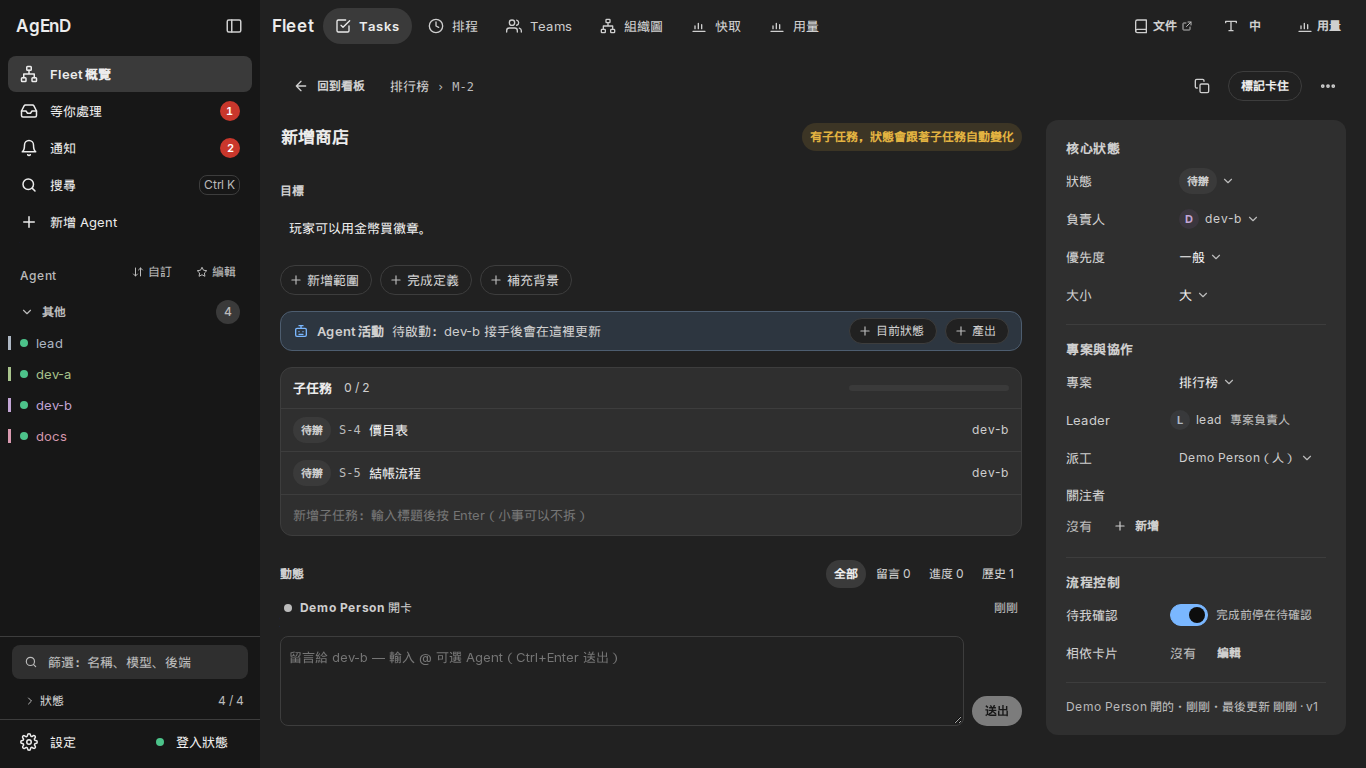 AgEnD
Fleet 概覽
等你處理 1
通知 2
搜尋 Ctrl K
新增 Agent
Agent 自訂 編輯
其他 4
lead
dev-a
dev-b
docs
篩選：名稱、模型、後端
狀態 4 / 4
設定 登入狀態
Fleet Tasks 排程 Teams 組織圖 快取 用量 文件 中 用量
回到看板 排行榜 › M-2 標記卡住
新增商店 有子任務，狀態會跟著子任務自動變化
目標
玩家可以用金幣買徽章。
新增範圍 完成定義 補充背景
Agent 活動 待啟動：dev-b 接手後會在這裡更新 目前狀態 產出
子任務 0 / 2
待辦 S-4 價目表 dev-b
待辦 S-5 結帳流程 dev-b
新增子任務：輸入標題後按 Enter（小事可以不拆）
動態 全部 留言 0 進度 0 歷史 1
Demo Person 開卡 剛剛
留言給 dev-b — 輸入 @ 可選 Agent（Ctrl+Enter 送出）
送出
核心狀態
狀態 待辦
負責人 D dev-b
優先度 一般
大小 大
專案與協作
專案 排行榜
Leader L lead 專案負責人
派工 Demo Person（人）
關注者
沒有 新增
流程控制
待我確認 完成前停在待確認
相依卡片 沒有 編輯
Demo Person 開的・剛剛・最後更新 剛剛 · v1